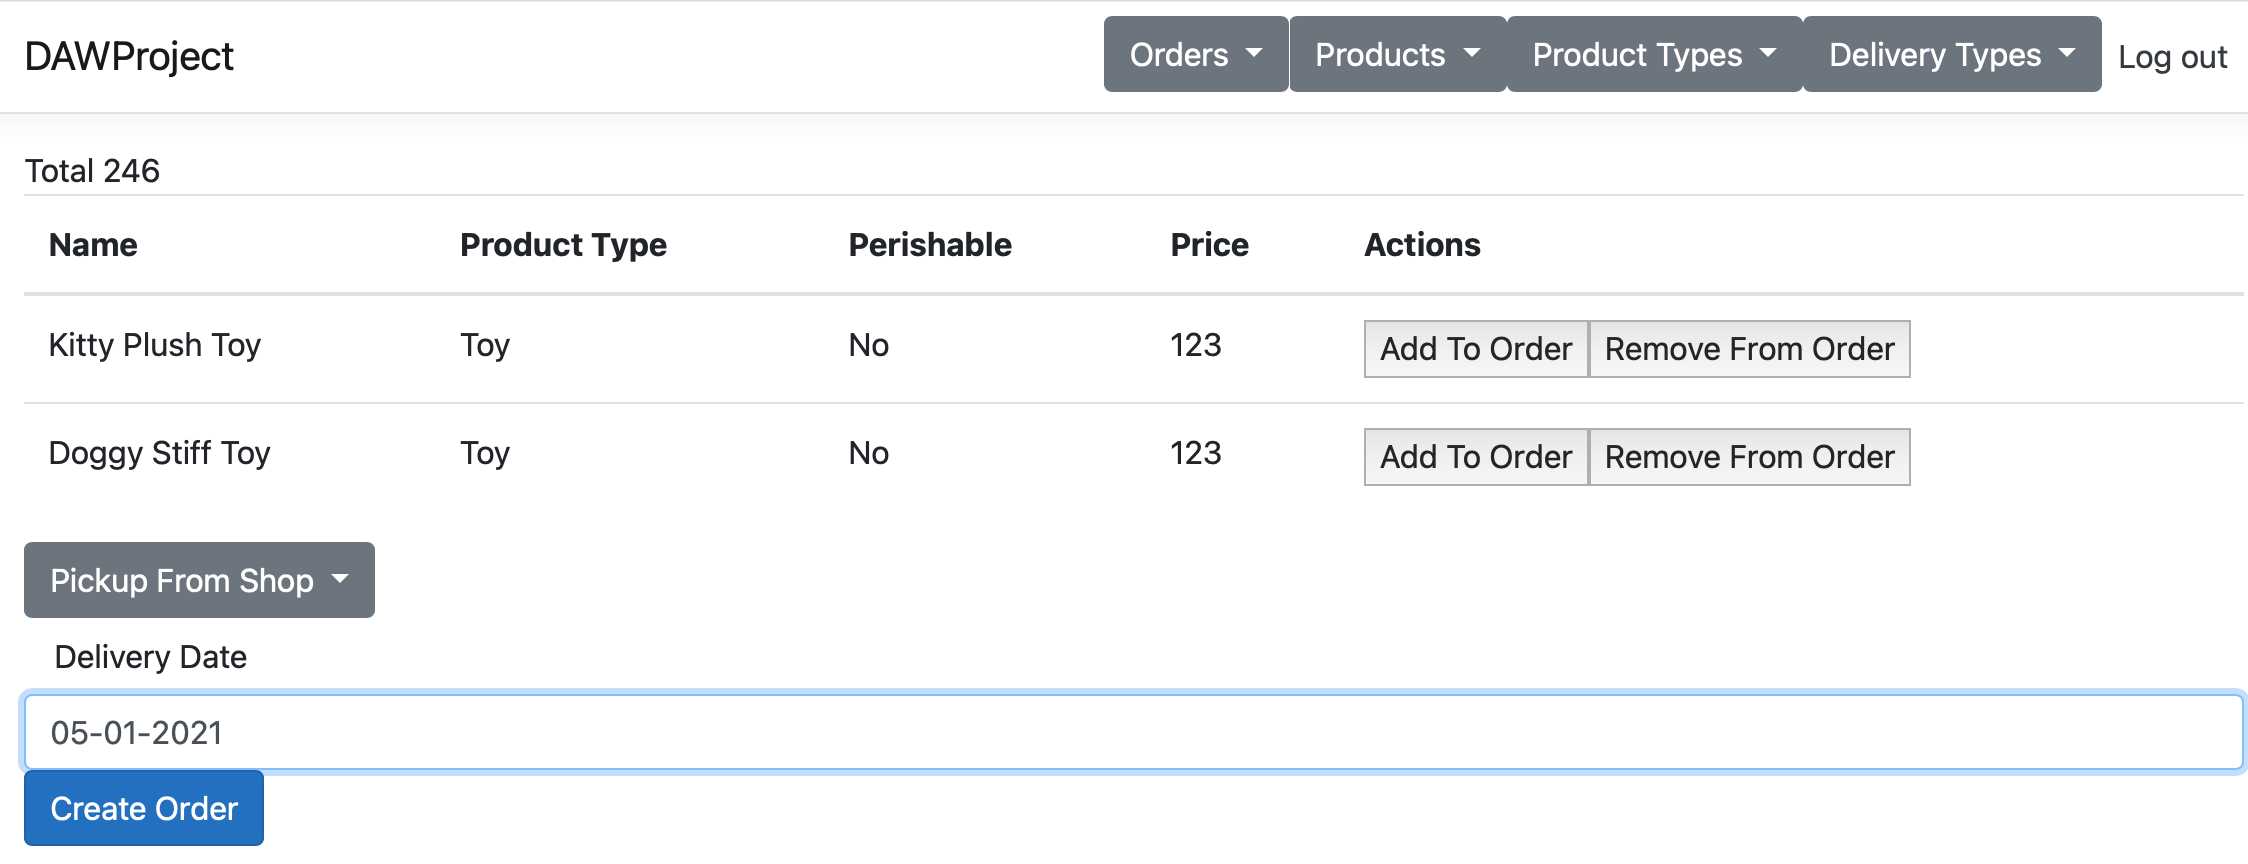 DAWProject Orders Products Product Types Delivery Types Log out
Total 246
Name Product Type Perishable Price Actions
Kitty Plush Toy Toy No 123 Add To Order Remove From Order
Doggy Stiff Toy Toy No 123 Add To Order Remove From Order
Pickup From Shop
Delivery Date
05-01-2021
Create Order